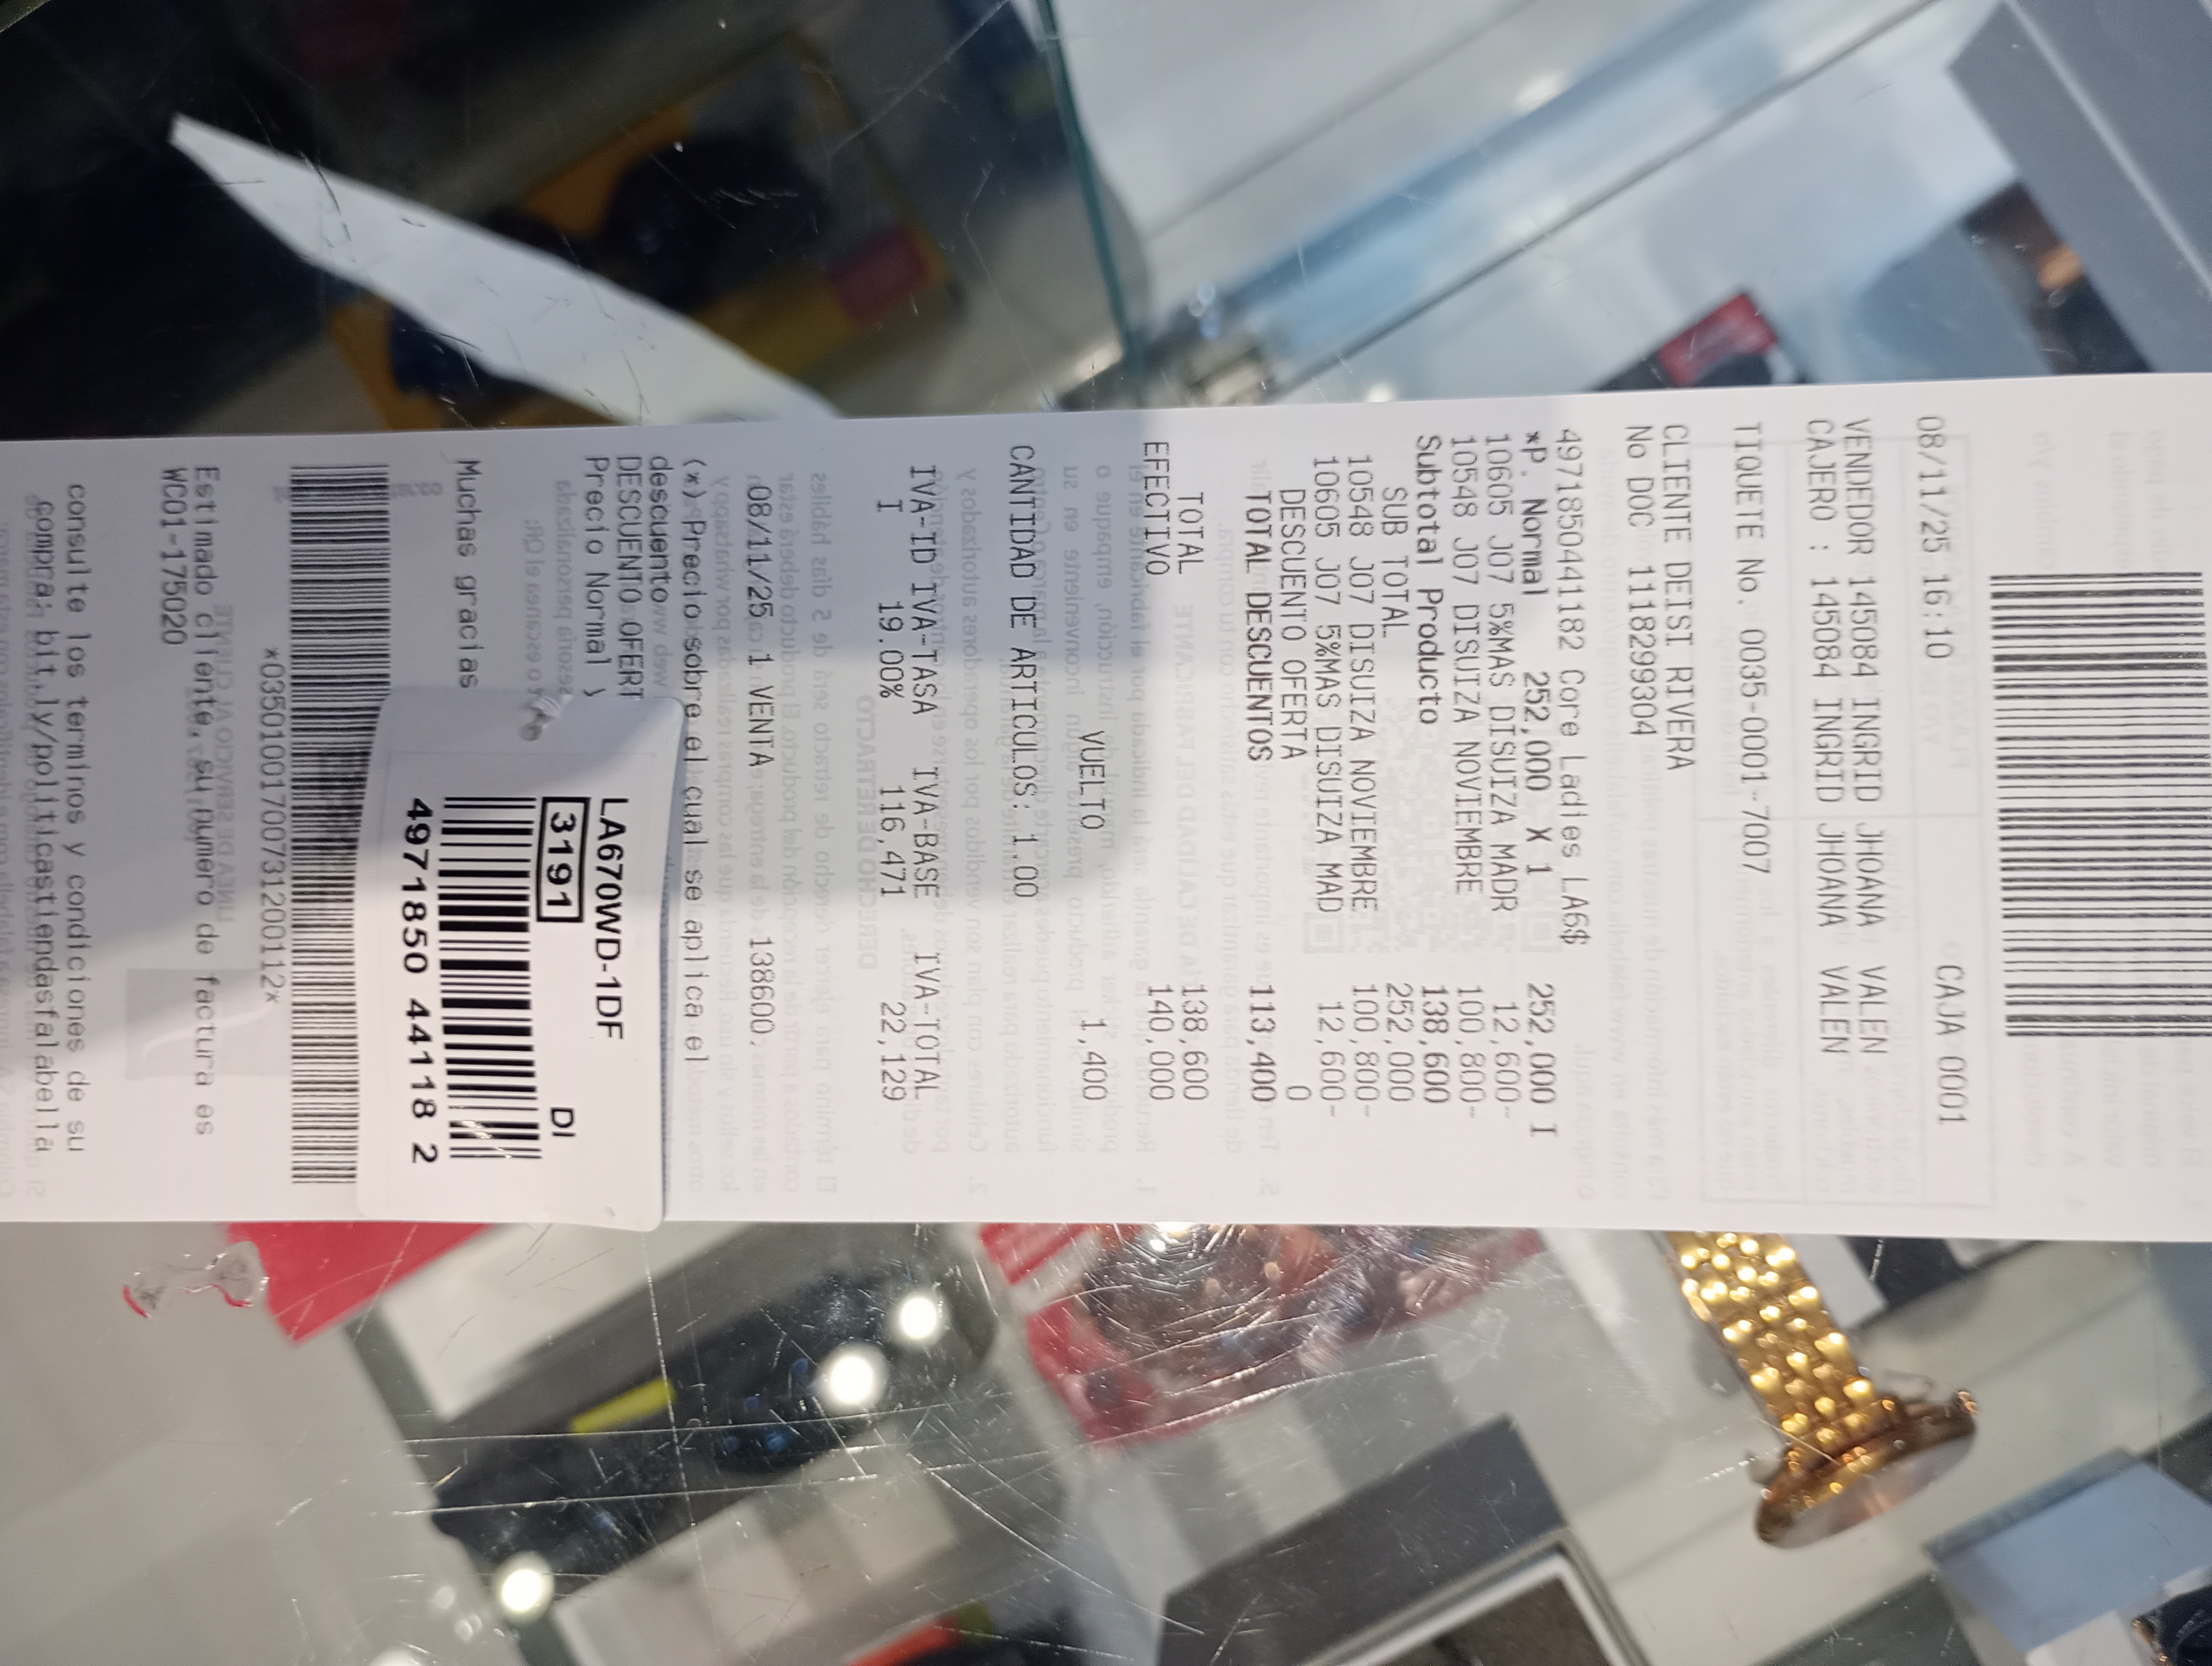 08/11/25 16:10 CAJA 0001
VENDEDOR 145084 INGRID JHOANA VALEN
CAJERO : 145084 INGRID JHOANA VALEN
TIQUETE No. 0035-0001-7007
CLIENTE DEISI RIVERA
No DOC 1118299304
4971850441182 Core Ladies LA6$ 252,000 I
*P. Normal 252,000 X 1
10605 J07 5%MAS DISUIZA MADR 12,600-
10548 J07 DISUIZA NOVIEMBRE 100,800-
Subtotal Producto 138,600
SUB TOTAL 252,000
10548 J07 DISUIZA NOVIEMBRE 100,800-
10605 J07 5%MAS DISUIZA MAD 12,600-
DESCUENTO OFERTA 0
TOTAL DESCUENTOS 113,400
TOTAL 138,600
EFECTIVO 140,000
VUELTO 1,400
CANTIDAD DE ARTICULOS: 1.00
IVA-ID IVA-TASA IVA-BASE IVA-TOTAL
I 19.00% 116,471 22,129
08/11/25 1 VENTA 138600.
(*) Precio sobre el cual se aplica el
descuento
DESCUENTO OFERT
Precio Normal )
Muchas gracias
LA670WD-1DF
3191 DI
4971850 44118 2
*035010017007312001​12*
Estimado cliente, su numero de factura es
WC01-175020
consulte los terminos y condiciones de su
compra: bit.ly/politicastiendasfalabella